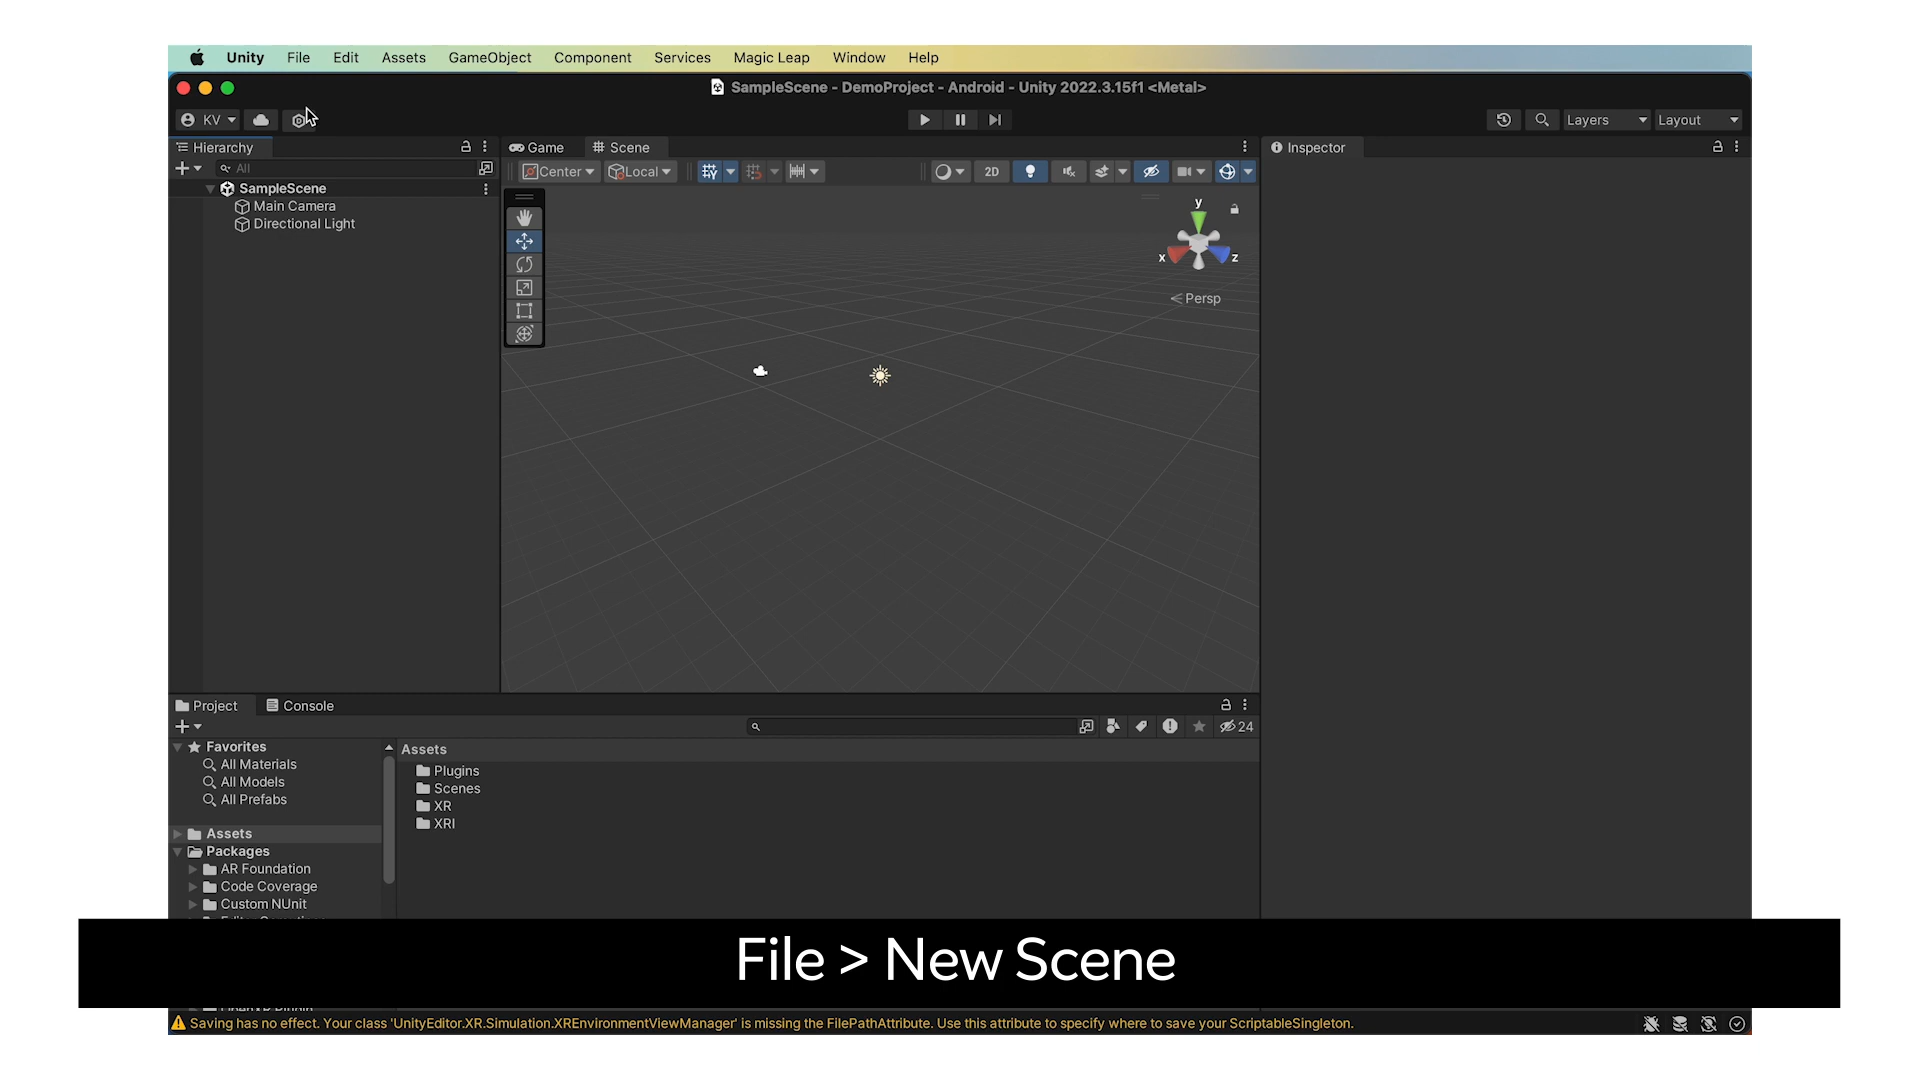 Unity File Edit Assets GameObject Component Services Magic Leap Window Help
SampleScene - DemoProject - Android - Unity 2022.3.15f1 <Metal>
KV Layers Layout
Hierarchy Game Scene Inspector
All Center Local 2D
SampleScene
Main Camera
Directional Light
y
x z
Persp
Project Console
24
Favorites Assets
All Materials
All Models
All Prefabs
Plugins
Scenes
XR
XRI
Assets
Packages
AR Foundation
Code Coverage
Custom NUnit
File > New Scene
Saving has no effect. Your class 'UnityEditor.XR.Simulation.XREnvironmentViewManager' is missing the FilePathAttribute. Use this attribute to specify where to save your ScriptableSingleton.